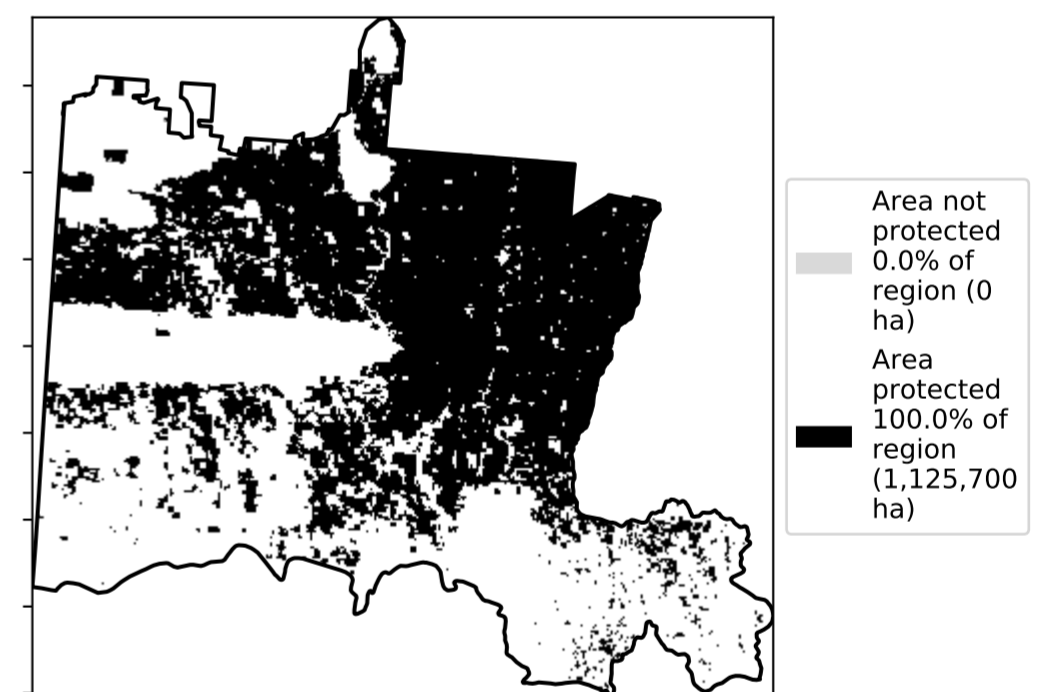 Area not
protected
0.0% of
region (0
ha)
Area
protected
100.0% of
region
(1,125,700
ha)